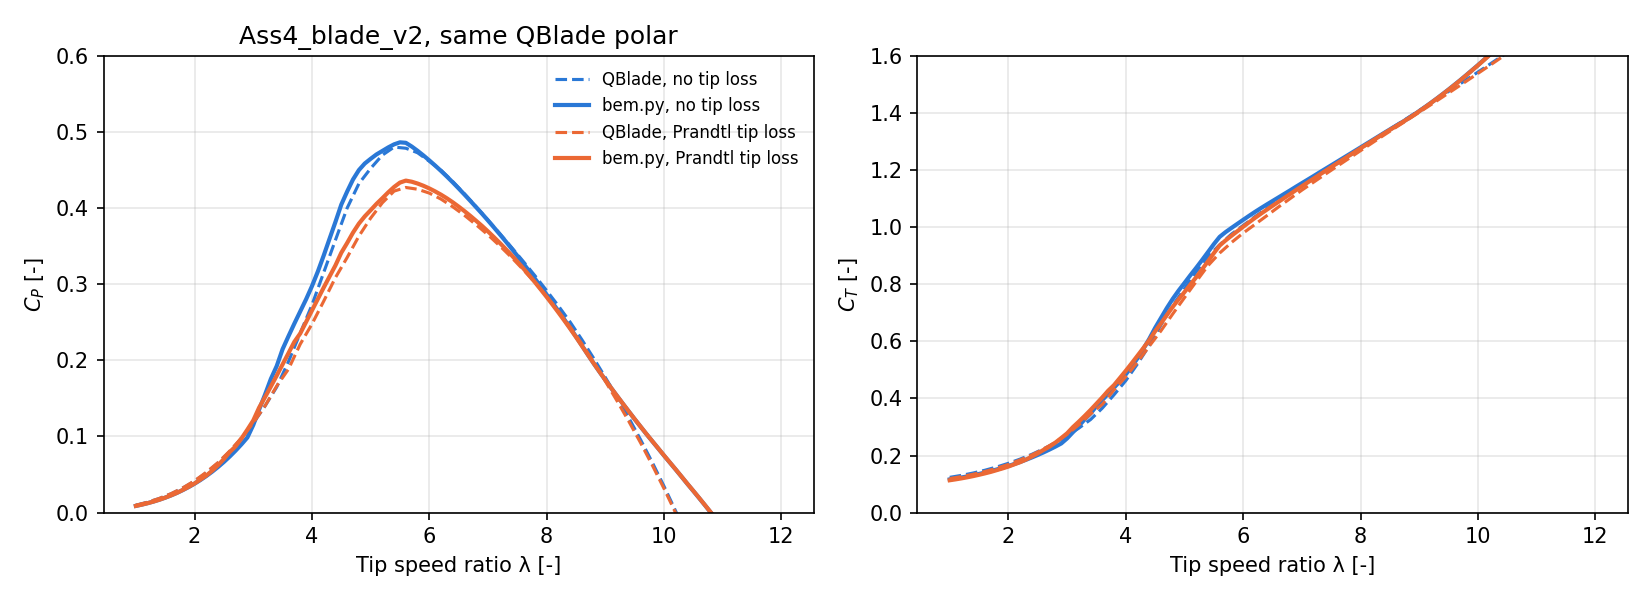 Ass4_blade_v2, same QBlade polar
0.6
0.5
0.4
0.3
0.2
0.1
0.0
C_P [-]
QBlade, no tip loss
bem.py, no tip loss
QBlade, Prandtl tip loss
bem.py, Prandtl tip loss
2 4 6 8 10 12
Tip speed ratio λ [-]
1.6
1.4
1.2
1.0
0.8
0.6
0.4
0.2
0.0
C_T [-]
2 4 6 8 10 12
Tip speed ratio λ [-]